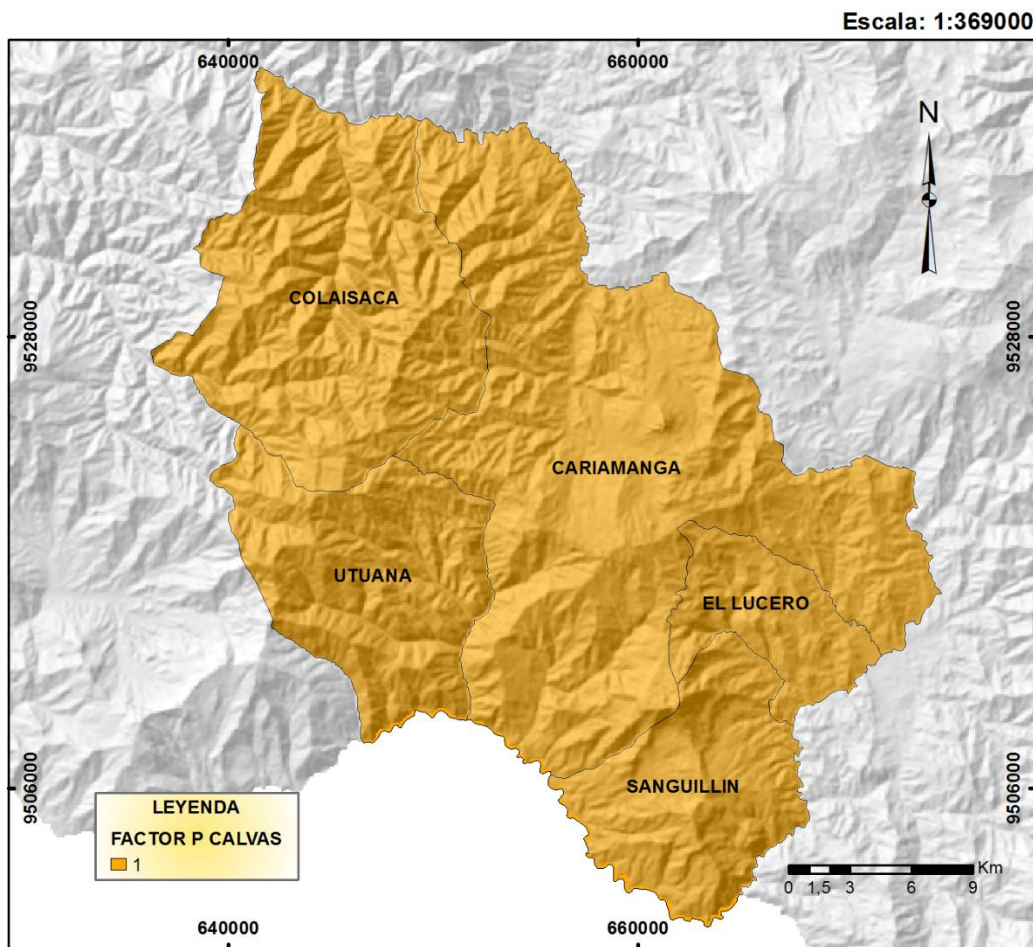 Escala: 1:369000
640000
660000
N
COLAISACA
9528000
9528000
CARIAMANGA
UTUANA
EL LUCERO
9506000
9506000
SANGUILLIN
LEYENDA
FACTOR P CALVAS
1
Km
0 1,5 3 6 9
640000
660000